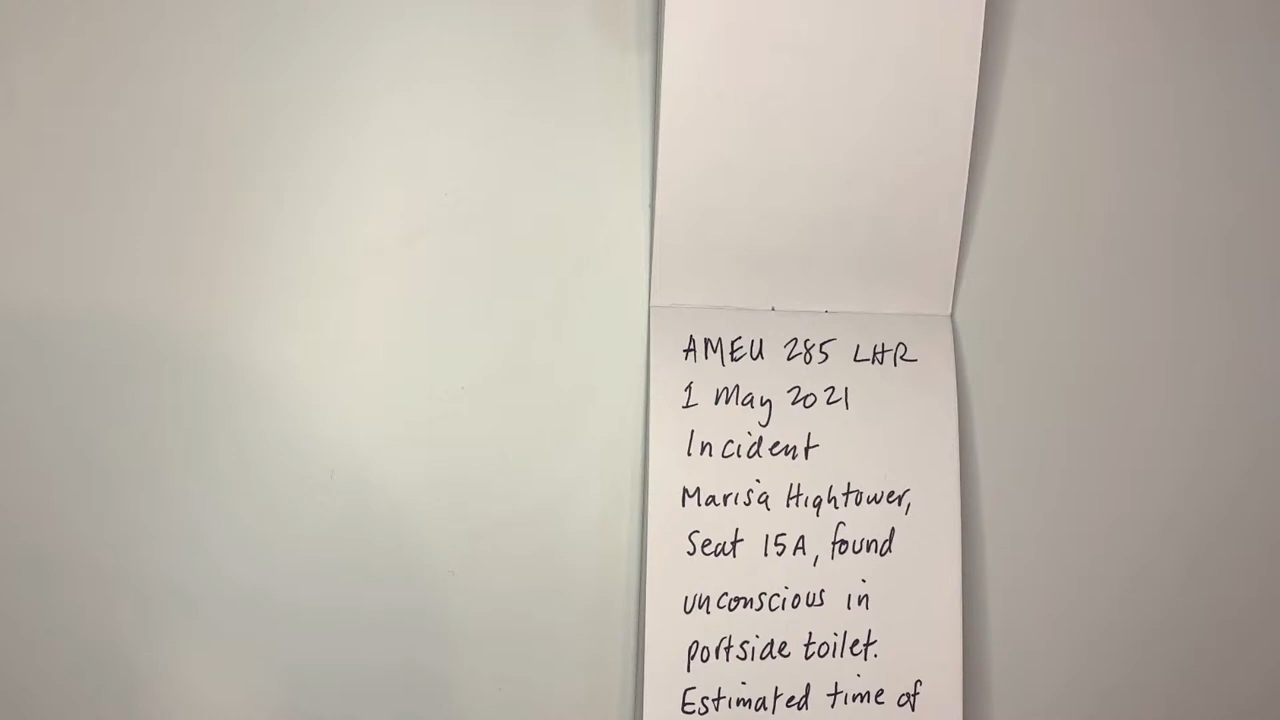 AMEU 285 LHR
1 May 2021
Incident
Marisa Hightower,
Seat 15A, found
unconscious in
portside toilet.
Estimated time of